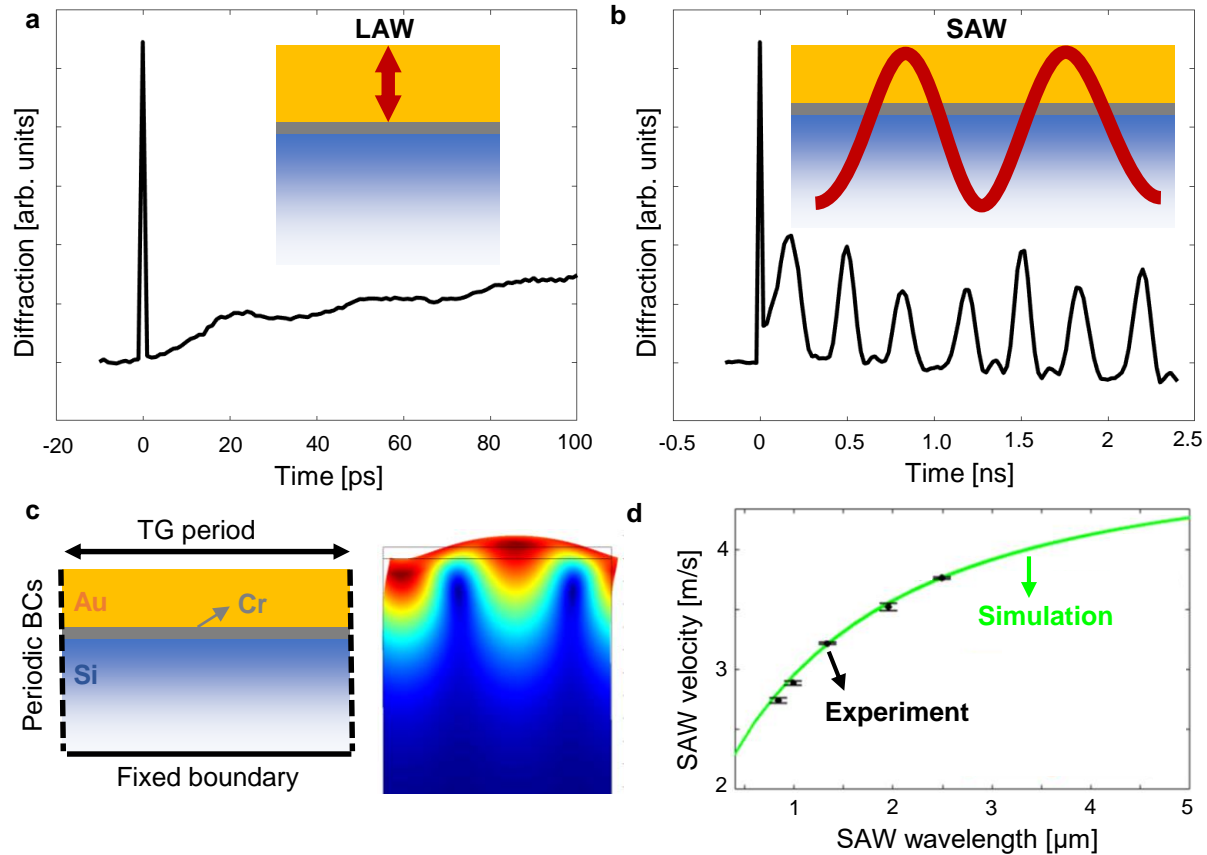 a
LAW
Diffraction [arb. units]
-20
0
20
40
60
80
100
Time [ps]
b
SAW
Diffraction [arb. units]
-0.5
0
0.5
1.0
1.5
2
2.5
Time [ns]
c
TG period
Periodic BCs
Au
Cr
Si
Fixed boundary
d
SAW velocity [m/s]
4
3
2
Simulation
Experiment
1
2
3
4
5
SAW wavelength [µm]